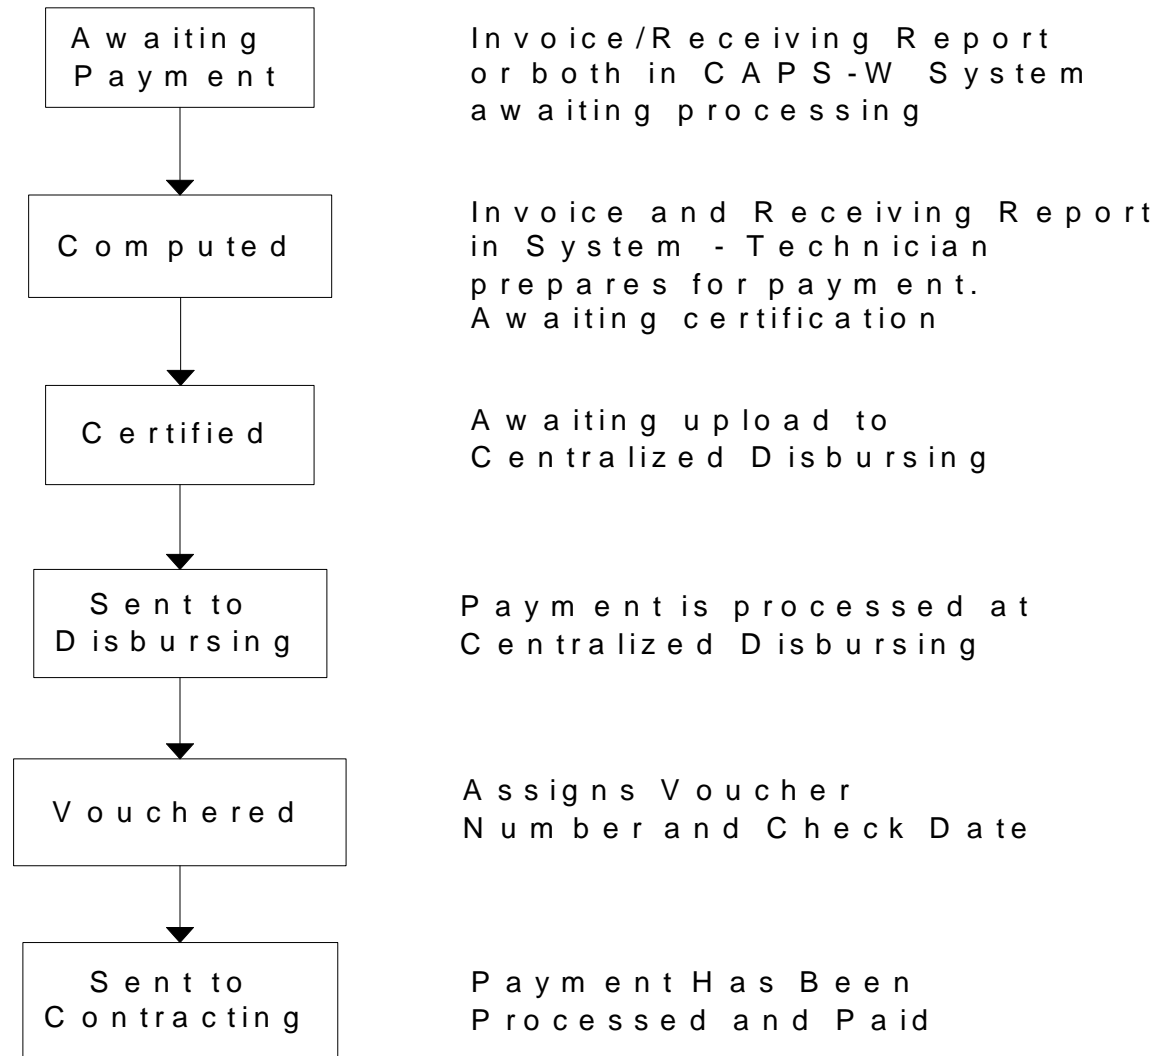 Awaiting
Payment
Invoice/Receiving Report
or both in CAPS-W System
awaiting processing
Computed
Invoice and Receiving Report
in System - Technician
prepares for payment.
Awaiting certification
Certified
Awaiting upload to
Centralized Disbursing
Sent to
Disbursing
Payment is processed at
Centralized Disbursing
Vouchered
Assigns Voucher
Number and Check Date
Sent to
Contracting
Payment Has Been
Processed and Paid